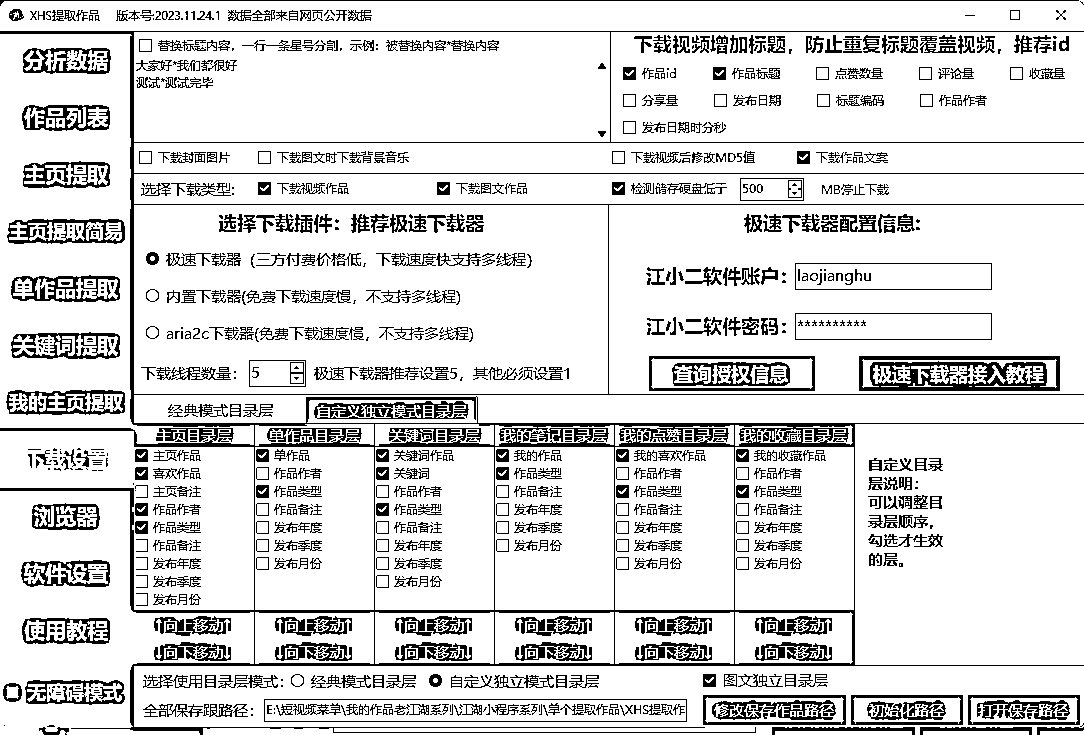 XHS提取作品 版本号:2023.11.24.1 数据全部来自网页公开数据
分析数据
作品列表
主页提取
主页提取简易
单作品提取
关键词提取
我的主页提取
下载设置
浏览器
软件设置
使用教程
无障碍模式
替换标题内容，一行一条星号分割，示例：被替换内容*替换内容
大家好*我们都很好
测试*测试完毕
下载视频增加标题，防止重复标题覆盖视频，推荐id
作品id 作品标题 点赞数量 评论量 收藏量
分享量 发布日期 标题编码 作品作者
发布日期时分秒
下载封面图片 下载图文时下载背景音乐 下载视频后修改MD5值 下载作品文案
选择下载类型: 下载视频作品 下载图文作品 检测储存硬盘低于 500 MB停止下载
选择下载插件：推荐极速下载器
极速下载器（三方付费价格低，下载速度快支持多线程)
内置下载器(免费下载速度慢，不支持多线程)
aria2c下载器(免费下载速度慢，不支持多线程)
下载线程数量: 5 极速下载器推荐设置5，其他必须设置1
极速下载器配置信息:
江小二软件账户: laojianghu
江小二软件密码: **********
查询授权信息 极速下载器接入教程
经典模式目录层 自定义独立模式目录层
主页目录层
主页作品
喜欢作品
主页备注
作品作者
作品类型
作品备注
发布年度
发布季度
发布月份
↑向上移动↑
↓向下移动↓
单作品目录层
单作品
作品作者
作品类型
作品备注
发布年度
发布季度
发布月份
↑向上移动↑
↓向下移动↓
关键词目录层
关键词作品
关键词
作品作者
作品类型
作品备注
发布年度
发布季度
发布月份
↑向上移动↑
↓向下移动↓
我的笔记目录层
我的作品
作品类型
作品备注
发布年度
发布季度
发布月份
↑向上移动↑
↓向下移动↓
我的点赞目录层
我的喜欢作品
作品作者
作品类型
作品备注
发布年度
发布季度
发布月份
↑向上移动↑
↓向下移动↓
我的收藏目录层
我的收藏作品
作品作者
作品类型
作品备注
发布年度
发布季度
发布月份
↑向上移动↑
↓向下移动↓
自定义目录
层说明:
可以调整目
录层顺序，
勾选才生效
的层。
选择使用目录层模式: 经典模式目录层 自定义独立模式目录层 图文独立目录层
全部保存跟路径: E:\短视频菜单\我的作品老江湖系列\江湖小程序系列\单个提取作品\XHS提取作
修改保存作品路径 初始化路径 打开保存路径